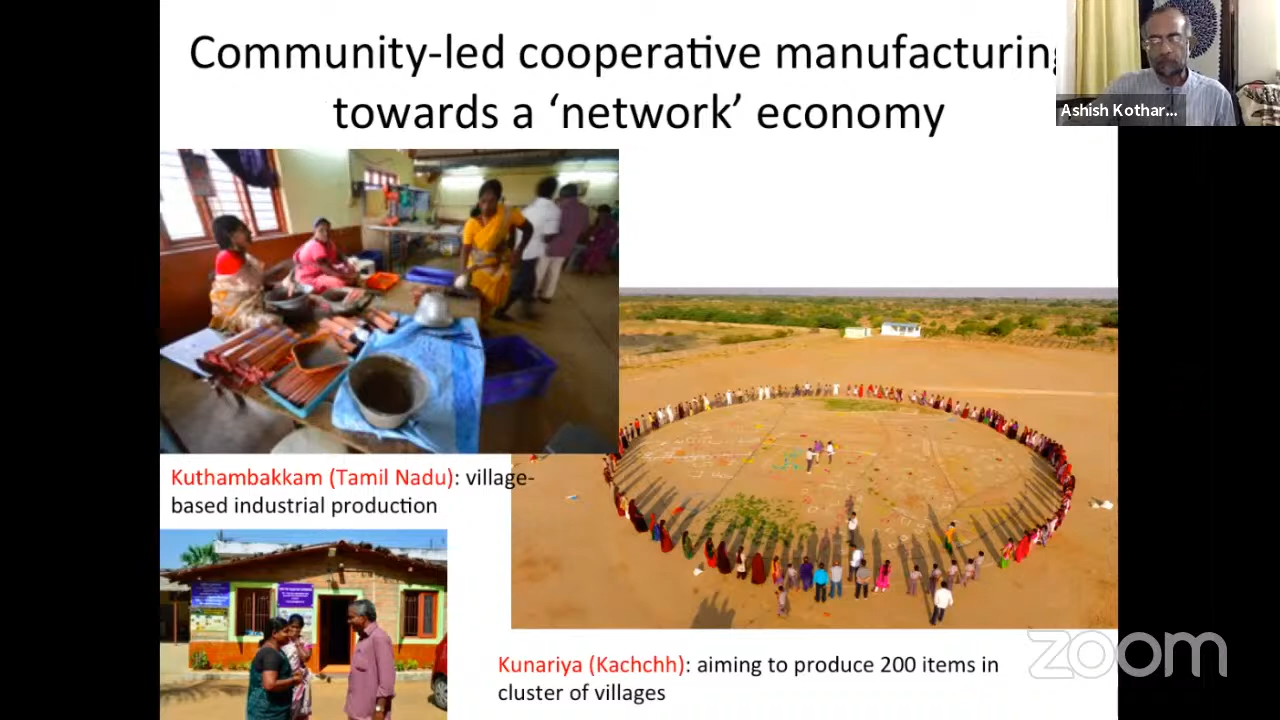 Community-led cooperative manufacturing
towards a ‘network’ economy
Ashish Kothar...
Kuthambakkam (Tamil Nadu): village-
based industrial production
Kunariya (Kachchh): aiming to produce 200 items in
cluster of villages
zoom